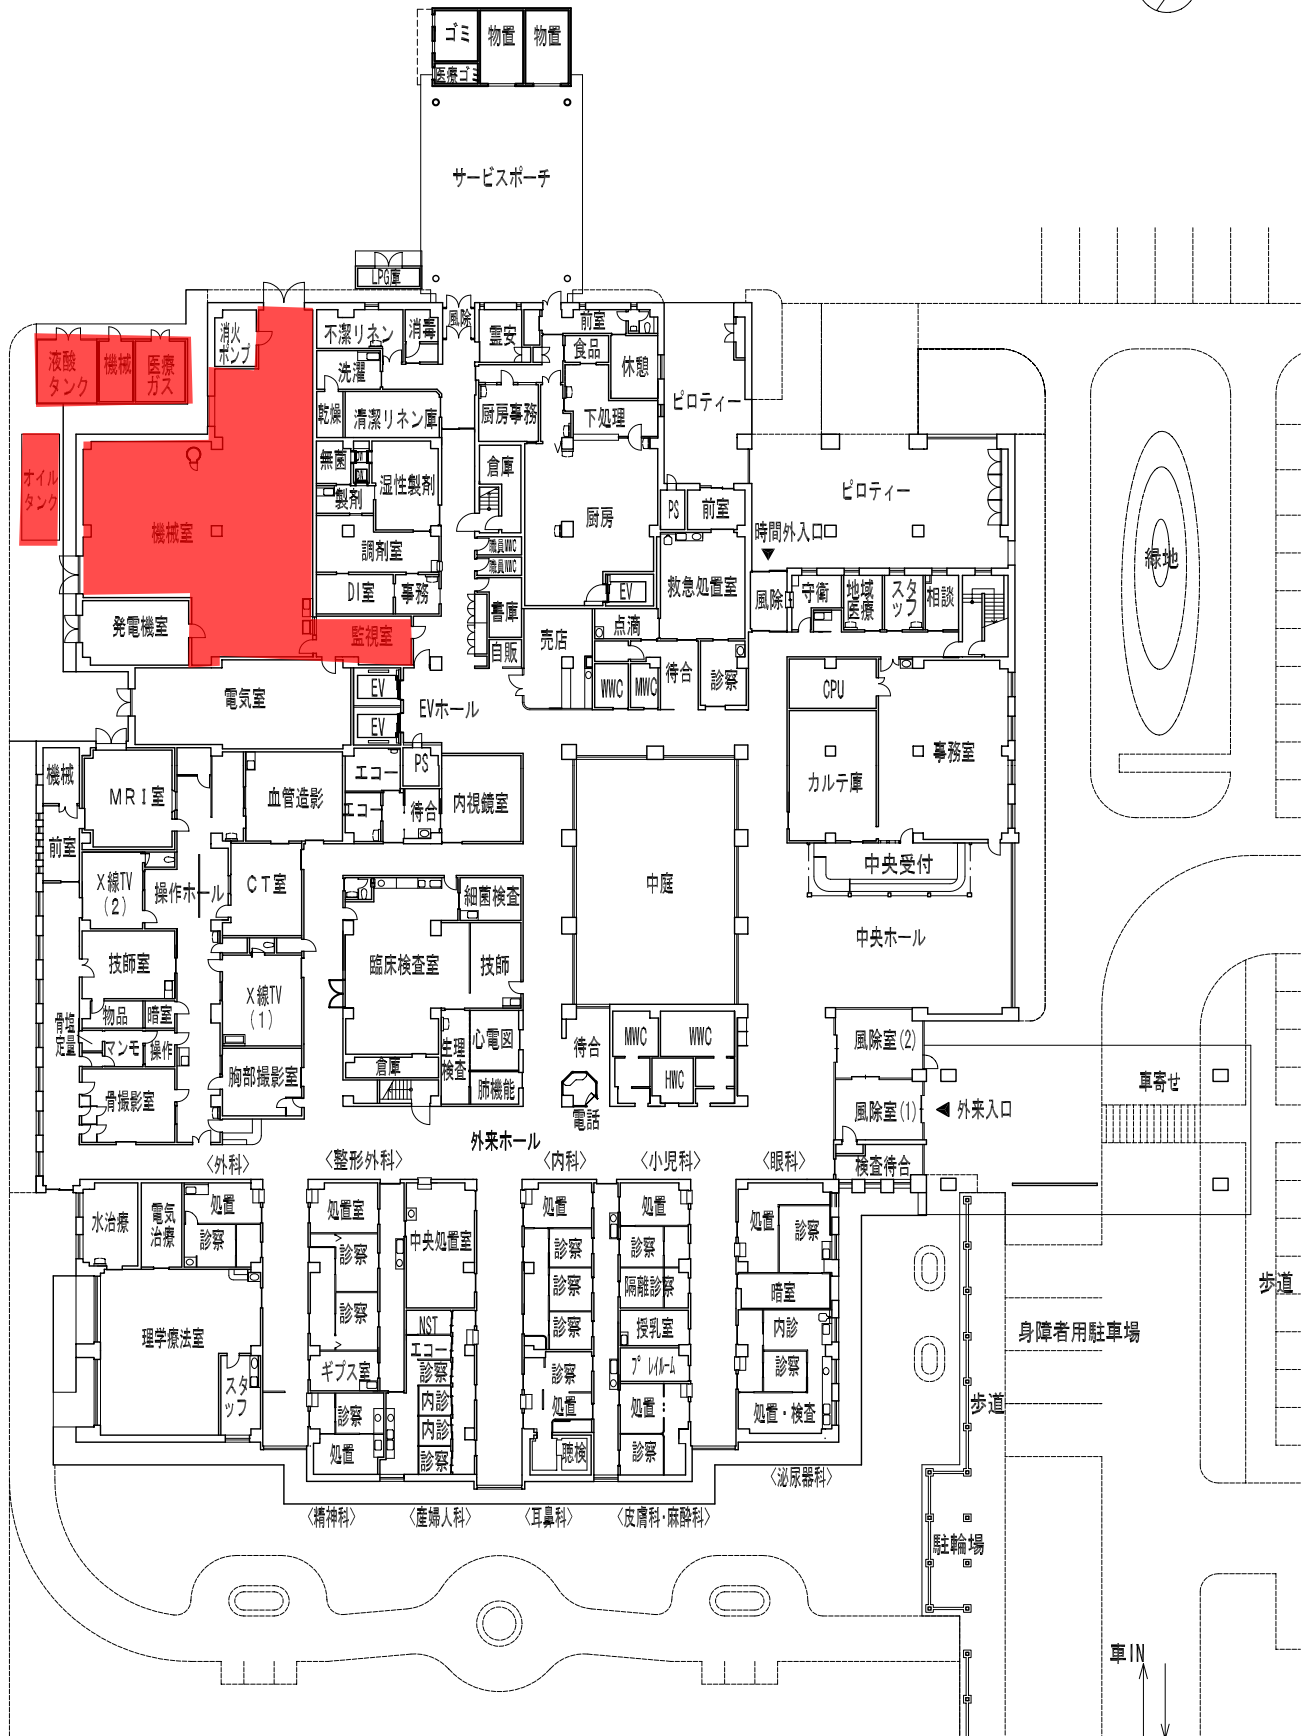 ゴミ
物置
物置
医療ゴミ
サービスポーチ
LPG庫
消火
ポンプ
不潔リネン
消毒
風除
霊安
前室
食品
休憩
液酸
タンク
機械
医療
ガス
洗濯
乾燥
清潔リネン庫
厨房事務
下処理
ピロティー
オイル
タンク
無菌
製剤
湿性製剤
倉庫
厨房
PS
前室
ピロティー
機械室
調剤室
職員WWC
職員WWC
時間外入口
緑地
DI室
事務
書庫
EV
救急処置室
風除
守衛
地域
医療
スタ
ッフ
相談
発電機室
監視室
自販
売店
点滴
電気室
EV
EV
EVホール
WWC
MWC
待合
診察
CPU
機械
MRI室
血管造影
エコー
エコー
PS
待合
内視鏡室
カルテ庫
事務室
前室
X線TV
(2)
操作ホール
CT室
細菌検査
中庭
中央受付
技師室
X線TV
(1)
臨床検査室
技師
中央ホール
物品
暗室
骨塩
定量
マンモ
操作
生理
検査
心電図
待合
MWC
WWC
風除室(2)
骨撮影室
胸部撮影室
倉庫
肺機能
HWC
電話
風除室(1)
外来入口
車寄せ
外来ホール
検査待合
〈外科〉
〈整形外科〉
〈内科〉
〈小児科〉
〈眼科〉
水治療
電気
治療
処置
診察
処置室
診察
診察
中央処置室
処置
診察
診察
診察
処置
診察
隔離診察
授乳室
処置
診察
暗室
内診
診察
処置・検査
理学療法室
スタ
ッフ
ギプス室
診察
処置
NST
エコー
診察
内診
内診
診察
診察
処置
聴検
プレイルーム
処置
診察
歩道
身障者用駐車場
歩道
〈泌尿器科〉
〈精神科〉
〈産婦人科〉
〈耳鼻科〉
〈皮膚科・麻酔科〉
駐輪場
車IN